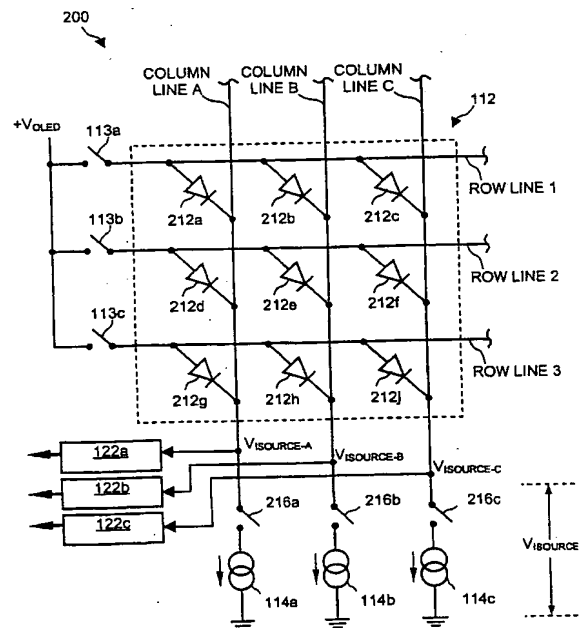 200
COLUMN
LINE A
COLUMN
LINE B
COLUMN
LINE C
+VOLED
113a
112
212a
212b
212c
ROW LINE 1
113b
212d
212e
212f
ROW LINE 2
113c
212g
212h
212j
ROW LINE 3
122a
VISOURCE-A
122b
VISOURCE-B
122c
VISOURCE-C
216a
216b
216c
VISOURCE
114a
114b
114c